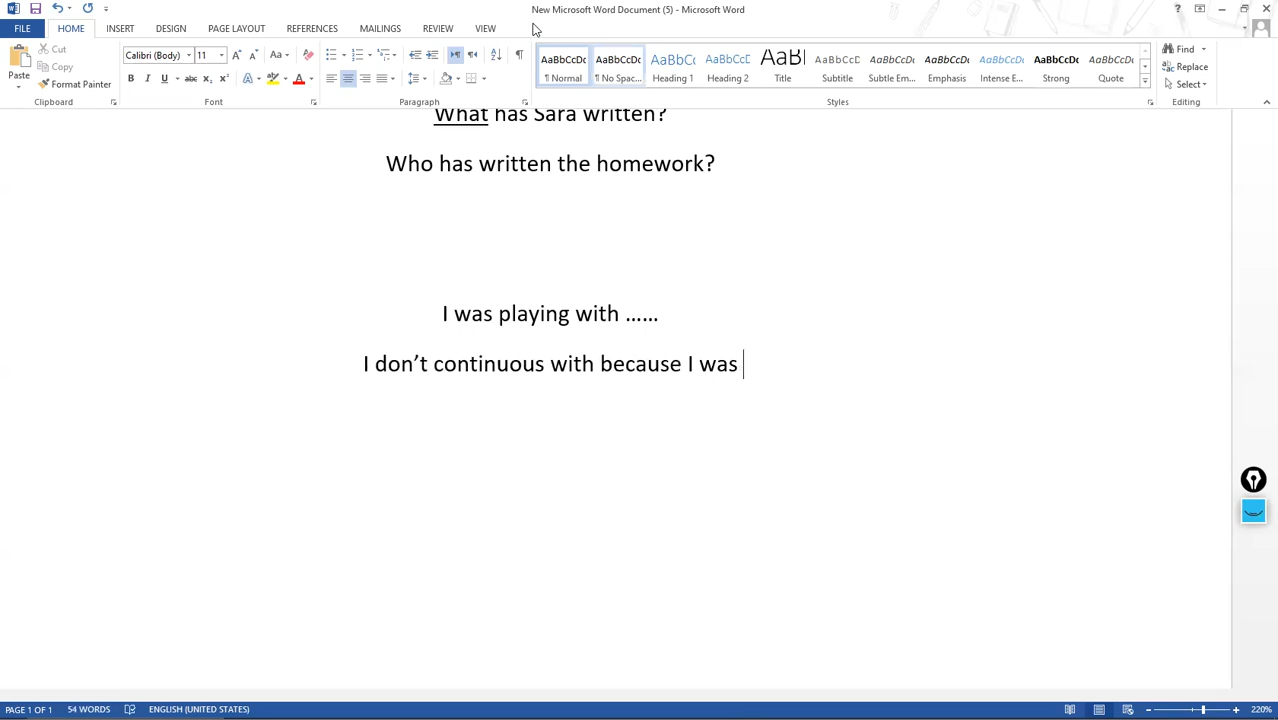 New Microsoft Word Document (5) - Microsoft Word
FILE HOME INSERT DESIGN PAGE LAYOUT REFERENCES MAILINGS REVIEW VIEW
Paste
Cut
Copy
Format Painter
Clipboard
Calibri (Body) 11
Font
Paragraph
AaBbCcDc AaBbCcDc AaBbCc AaBbCcD AaBl AaBbCcD AaBbCcDc AaBbCcDc AaBbCcDc AaBbCcDc AaBbCcDc
¶ Normal ¶ No Spac... Heading 1 Heading 2 Title Subtitle Subtle Em... Emphasis Intense E... Strong Quote
Styles
Find
Replace
Select
Editing
What has Sara written?
Who has written the homework?
I was playing with ……
I don’t continuous with because I was
PAGE 1 OF 1 54 WORDS ENGLISH (UNITED STATES) 220%